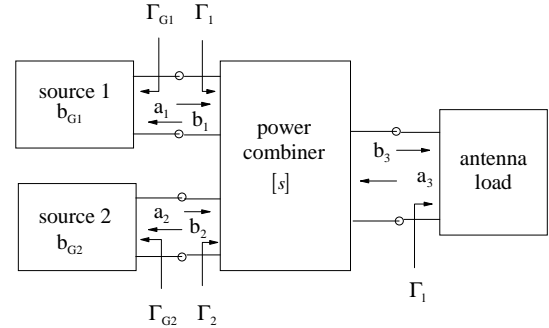 Γ_G1
Γ_1
source 1
b_G1
a_1
b_1
power
combiner
[s]
b_3
a_3
antenna
load
source 2
b_G2
a_2
b_2
Γ_G2
Γ_2
Γ_1